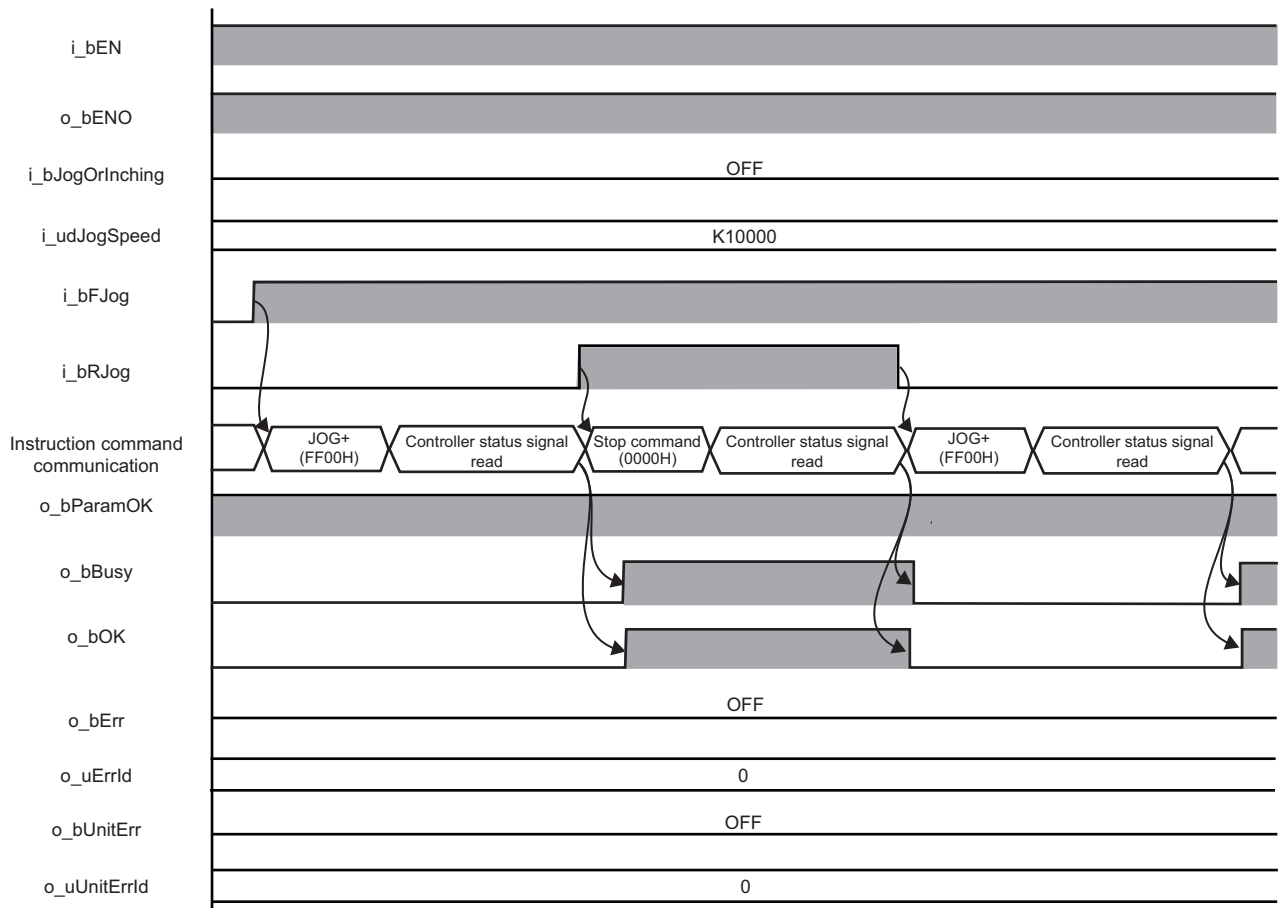 i_bEN
o_bENO
i_bJogOrInching
OFF
i_udJogSpeed
K10000
i_bFJog
i_bRJog
Instruction command
communication
JOG+
(FF00H)
Controller status signal
read
Stop command
(0000H)
Controller status signal
read
JOG+
(FF00H)
Controller status signal
read
o_bParamOK
o_bBusy
o_bOK
o_bErr
OFF
o_uErrId
0
o_bUnitErr
OFF
o_uUnitErrId
0